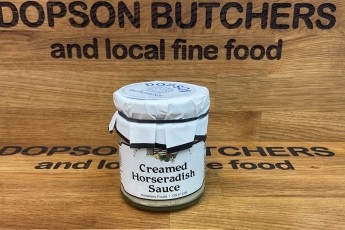 DOPSON BUTCHERS
and local fine food
Creamed
Horseradish
Sauce
DOPSON BUTCHERS
and local fine food